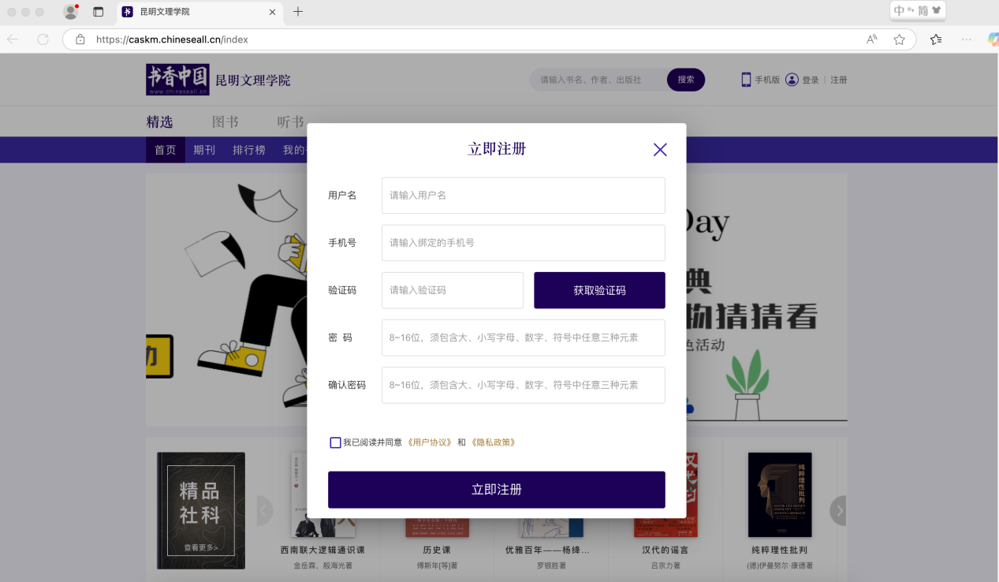 昆明文理学院
中 简
https://caskm.chineseall.cn/index
书香中国
www.chineseall.cn
昆明文理学院
请输入书名、作者、出版社
搜索
手机版
登录
注册
精选
图书
听书
首页
期刊
排行榜
我的
立即注册
用户名
请输入用户名
手机号
请输入绑定的手机号
验证码
请输入验证码
获取验证码
密 码
8~16位，须包含大、小写字母、数字、符号中任意三种元素
确认密码
8~16位，须包含大、小写字母、数字、符号中任意三种元素
我已阅读并同意 《用户协议》 和 《隐私政策》
立即注册
Day
典
物猜猜看
色活动
精品
社科
查看更多>
纯粹理性批判
西南联大逻辑通识课
金岳霖，殷海光著
历史课
傅斯年[等]著
优雅百年——杨绛...
罗银胜著
汉代的谣言
吕宗力著
纯粹理性批判
(德)伊曼努尔·康德著